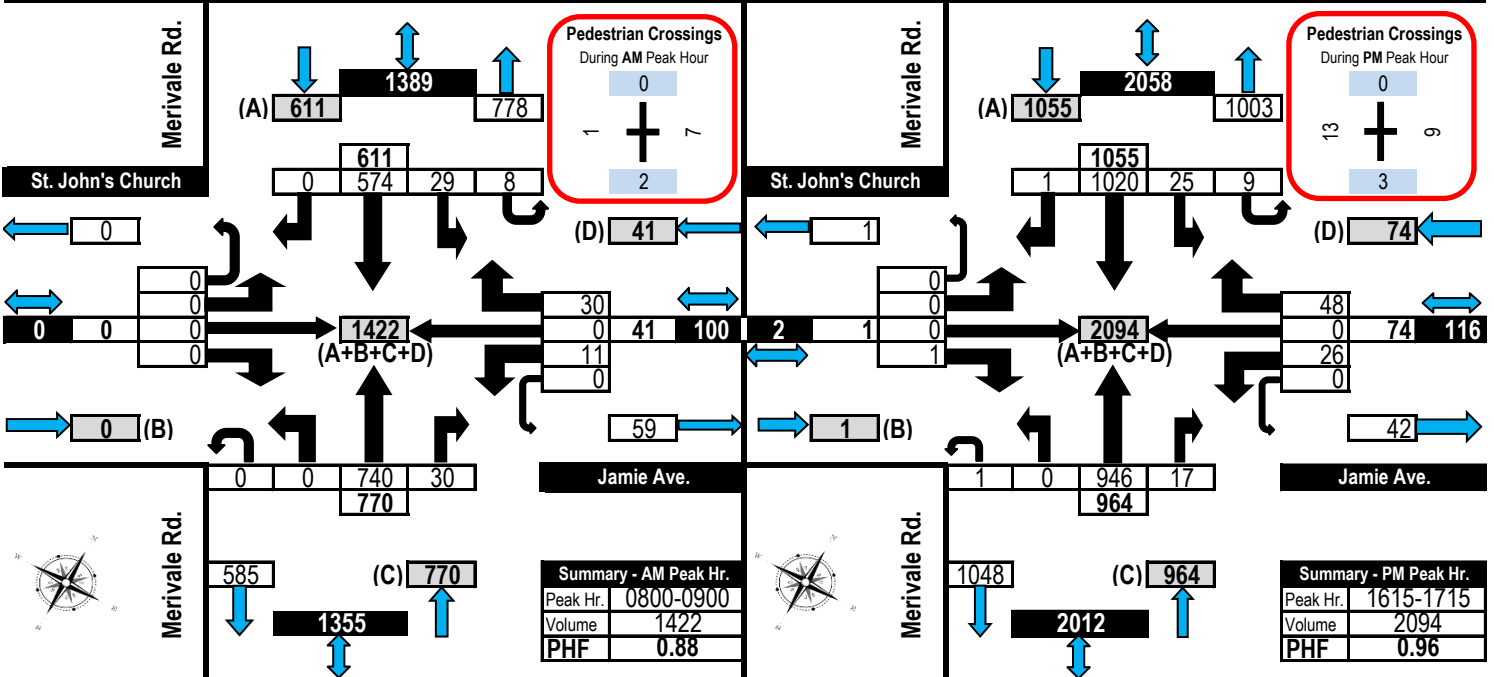 Merivale Rd.
1389
(A) 611
778
Pedestrian Crossings
During AM Peak Hour
0
1
7
2
611
0 574 29 8
St. John's Church
0
(D) 41
0
0
0
0
0 0
1422
(A+B+C+D)
30
0
11
0
41 100
0 (B)
59
0 0 740 30
770
Jamie Ave.
Merivale Rd.
585
(C) 770
1355
Summary - AM Peak Hr.
Peak Hr. 0800-0900
Volume 1422
PHF 0.88
Merivale Rd.
2058
(A) 1055
1003
Pedestrian Crossings
During PM Peak Hour
0
13
9
3
1055
1 1020 25 9
St. John's Church
1
(D) 74
0
0
0
1
2 1
2094
(A+B+C+D)
48
0
26
0
74 116
1 (B)
42
1 0 946 17
964
Jamie Ave.
Merivale Rd.
1048
(C) 964
2012
Summary - PM Peak Hr.
Peak Hr. 1615-1715
Volume 2094
PHF 0.96